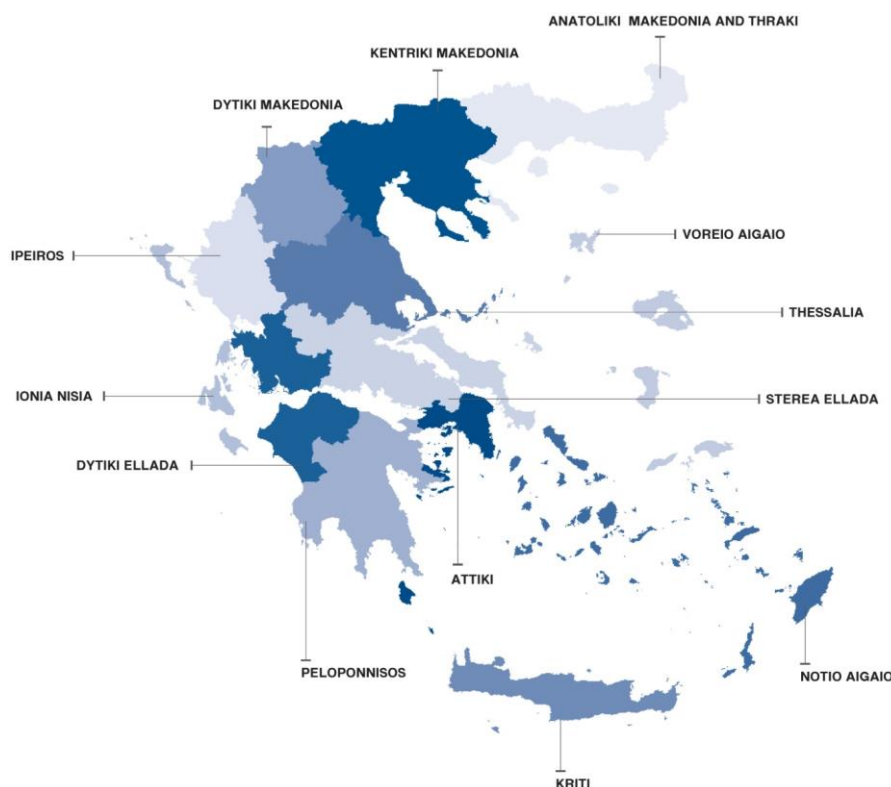 ANATOLIKI MAKEDONIA AND THRAKI
KENTRIKI MAKEDONIA
DYTIKI MAKEDONIA
VOREIO AIGAIO
IPEIROS
THESSALIA
IONIA NISIA
STEREA ELLADA
DYTIKI ELLADA
ATTIKI
PELOPONNISOS
NOTIO AIGAIO
KRITI